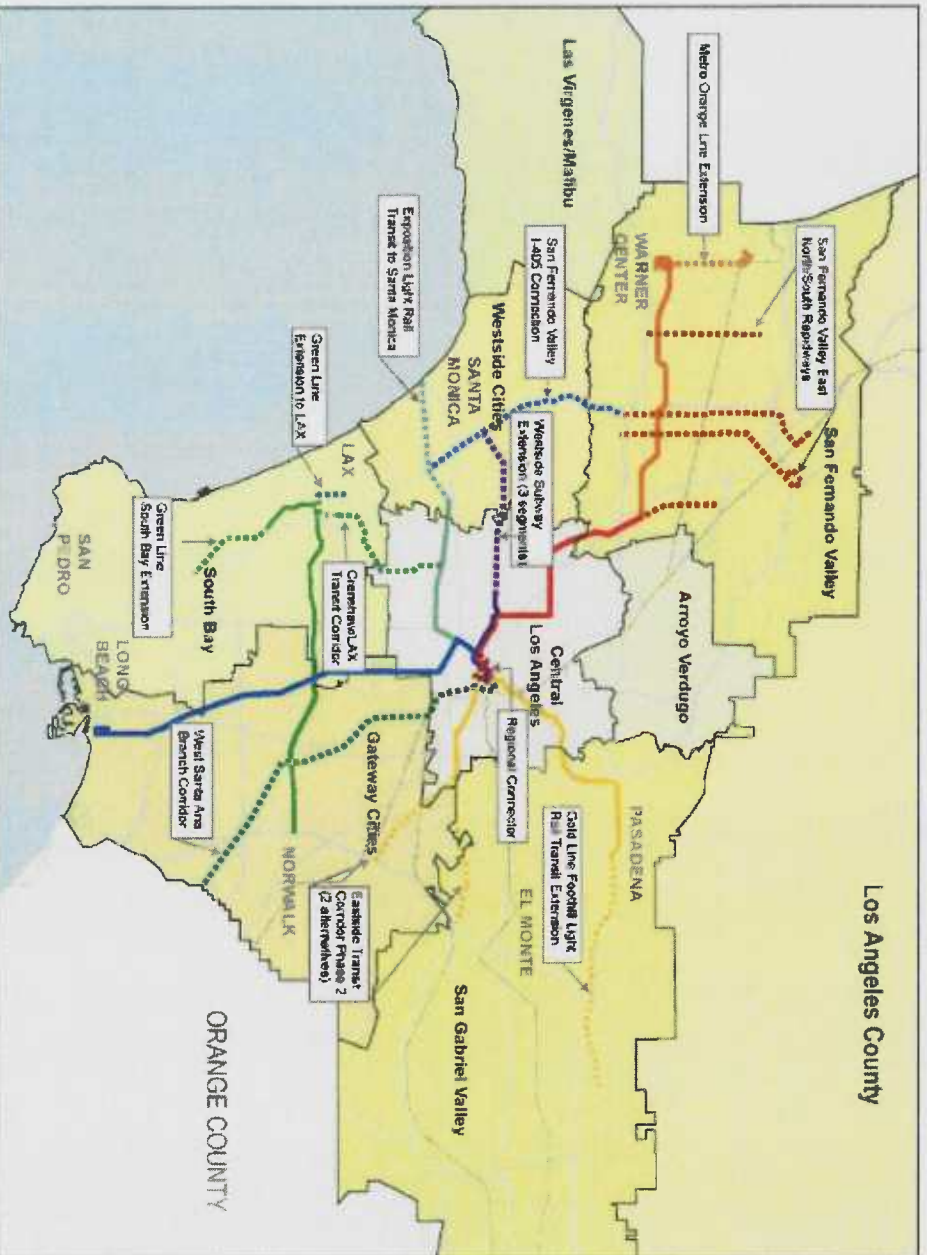 Los Angeles County
San Fernando Valley East
North/South Rapidways
San Fernando Valley
Metro Orange Line Extension
WARNER
CENTER
Arroyo Verdugo
PASADENA
Las Virgenes/Malibu
San Fernando Valley
I-405 Connection
Westside Subway
Extension (3 segments)
Central
Los Angeles
Regional Connector
Gold Line Foothill Light
Rail Transit Extension
EL MONTE
San Gabriel Valley
Westside Cities
SANTA
MONICA
Exposition Light Rail
Transit to Santa Monica
Green Line
Extension to LAX
LAX
Crenshaw/LAX
Transit Corridor
Gateway Cities
Eastside Transit
Corridor Phase 2
(2 alternatives)
South Bay
Green Line
South Bay Extension
NORWALK
ORANGE COUNTY
West Santa Ana
Branch Corridor
SAN
PEDRO
LONG
BEACH